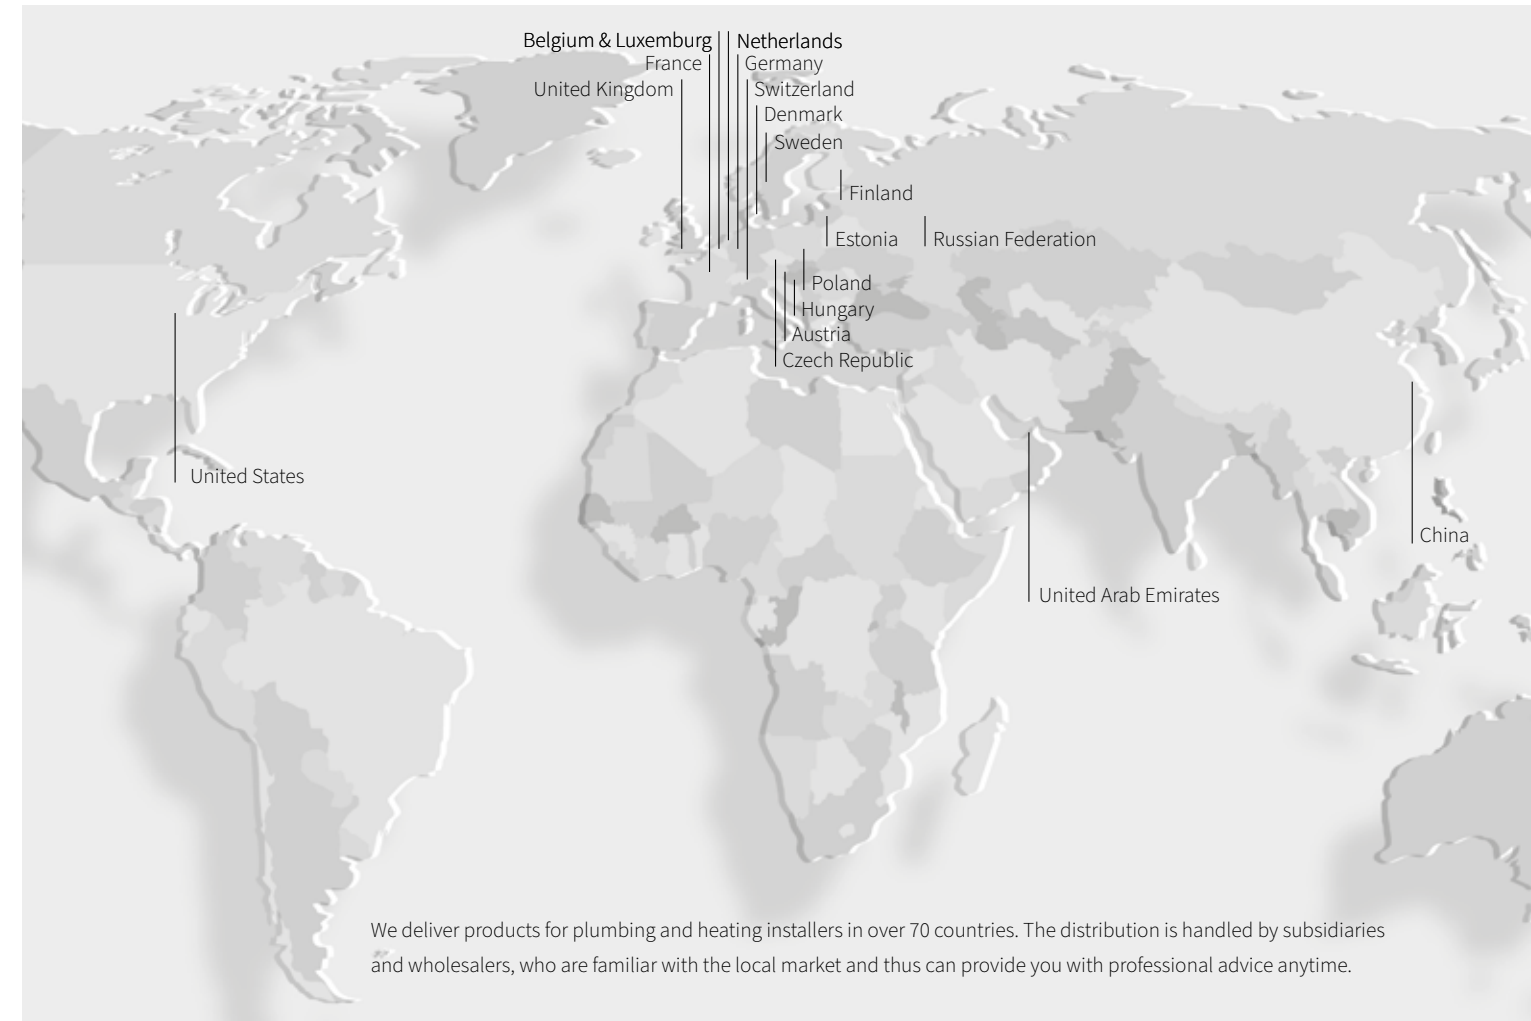 Belgium & Luxemburg
Netherlands
France
Germany
United Kingdom
Switzerland
Denmark
Sweden
Finland
Estonia
Russian Federation
Poland
Hungary
Austria
Czech Republic
United States
China
United Arab Emirates
We deliver products for plumbing and heating installers in over 70 countries. The distribution is handled by subsidiaries
and wholesalers, who are familiar with the local market and thus can provide you with professional advice anytime.